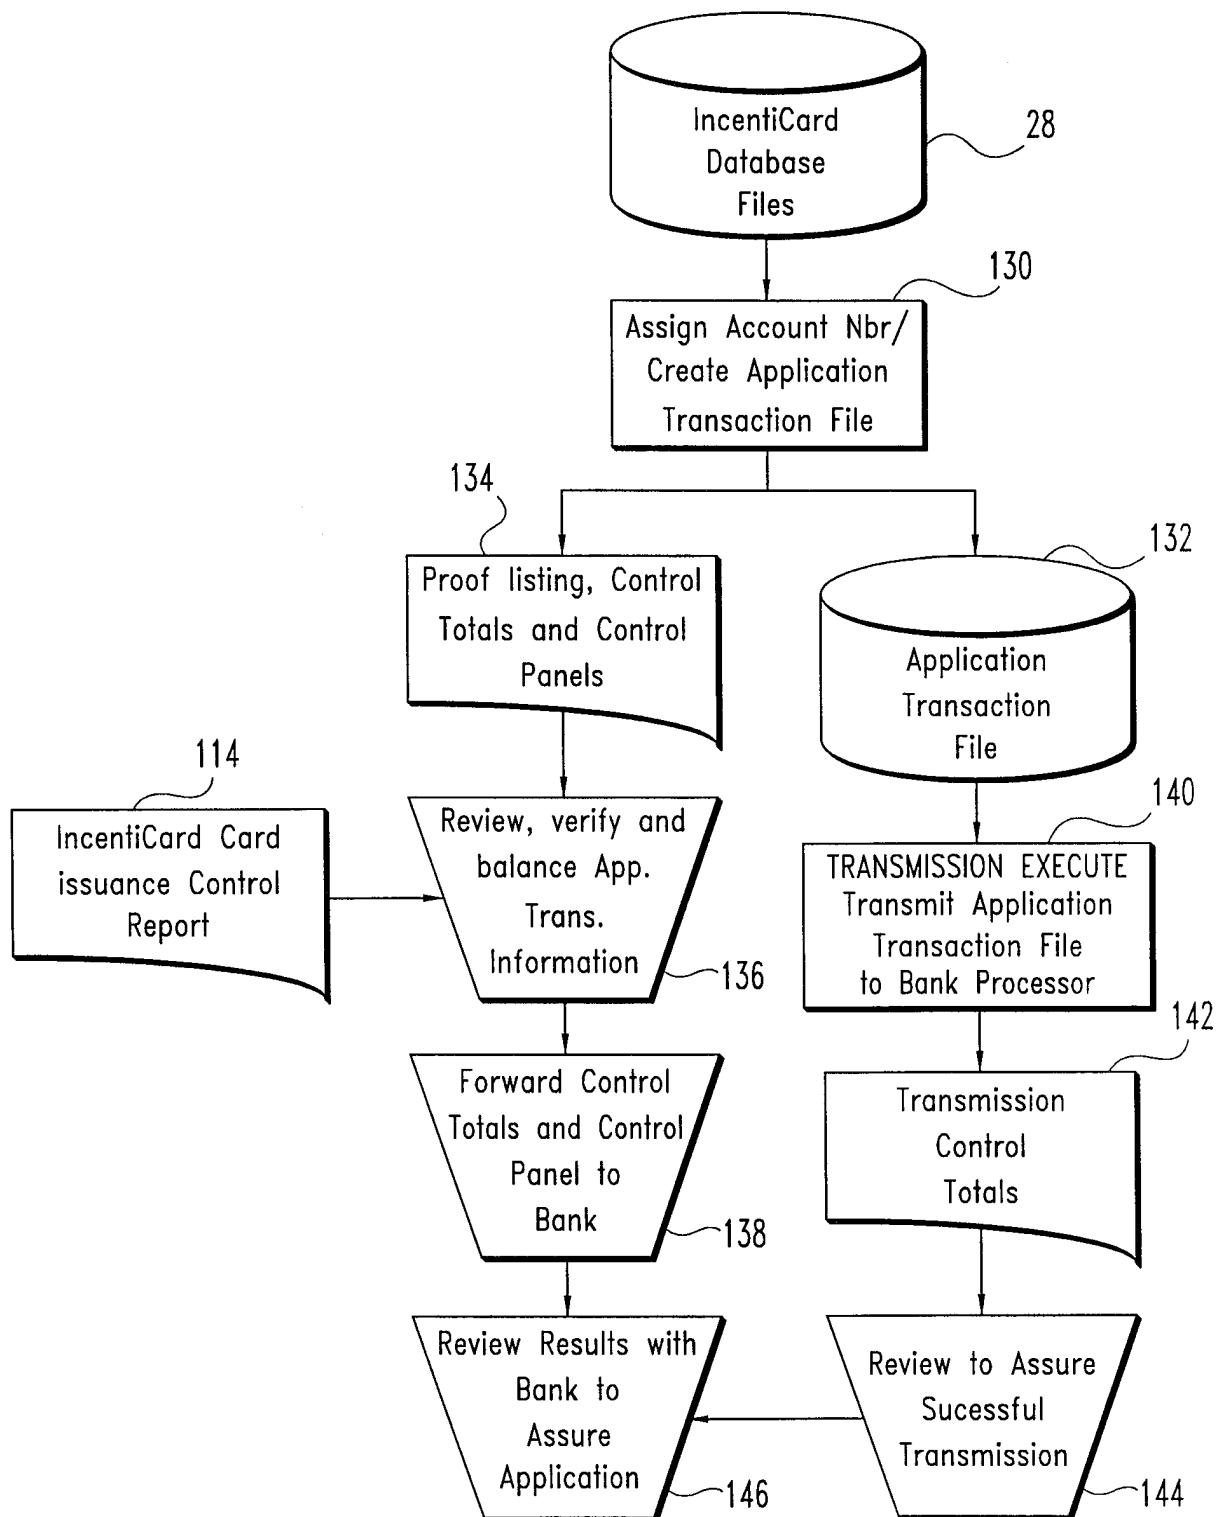 IncentiCard
Database
Files
28
130
Assign Account Nbr/
Create Application
Transaction File
134
Proof listing, Control
Totals and Control
Panels
132
Application
Transaction
File
114
IncentiCard Card
issuance Control
Report
Review, verify and
balance App.
Trans.
Information
136
140
TRANSMISSION EXECUTE
Transmit Application
Transaction File
to Bank Processor
Forward Control
Totals and Control
Panel to
Bank
138
142
Transmission
Control
Totals
Review Results with
Bank to
Assure
Application
146
Review to Assure
Sucessful
Transmission
144